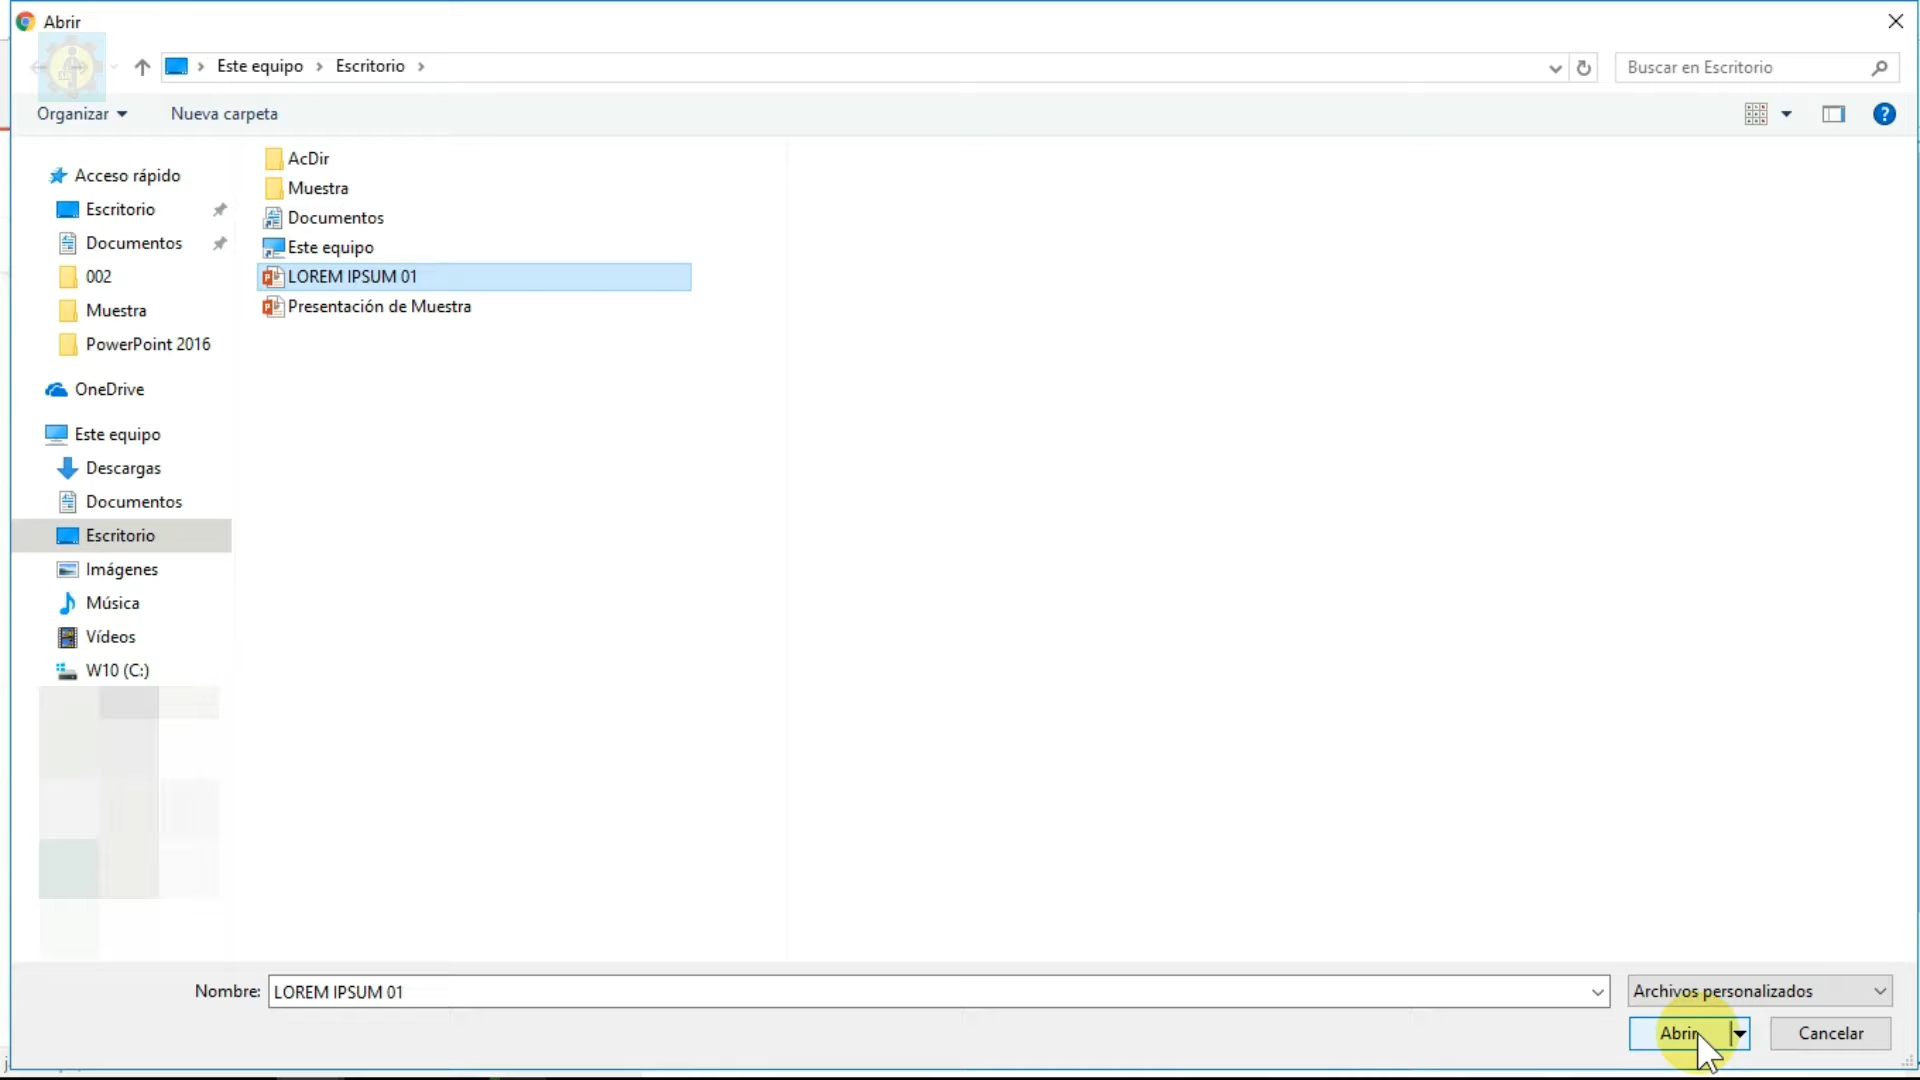 Abrir
Este equipo > Escritorio >
Buscar en Escritorio
Organizar
Nueva carpeta
Acceso rápido
Escritorio
Documentos
002
Muestra
PowerPoint 2016
OneDrive
Este equipo
Descargas
Documentos
Escritorio
Imágenes
Música
Vídeos
W10 (C:)
AcDir
Muestra
Documentos
Este equipo
LOREM IPSUM 01
Presentación de Muestra
Nombre:
LOREM IPSUM 01
Archivos personalizados
Abrir
Cancelar